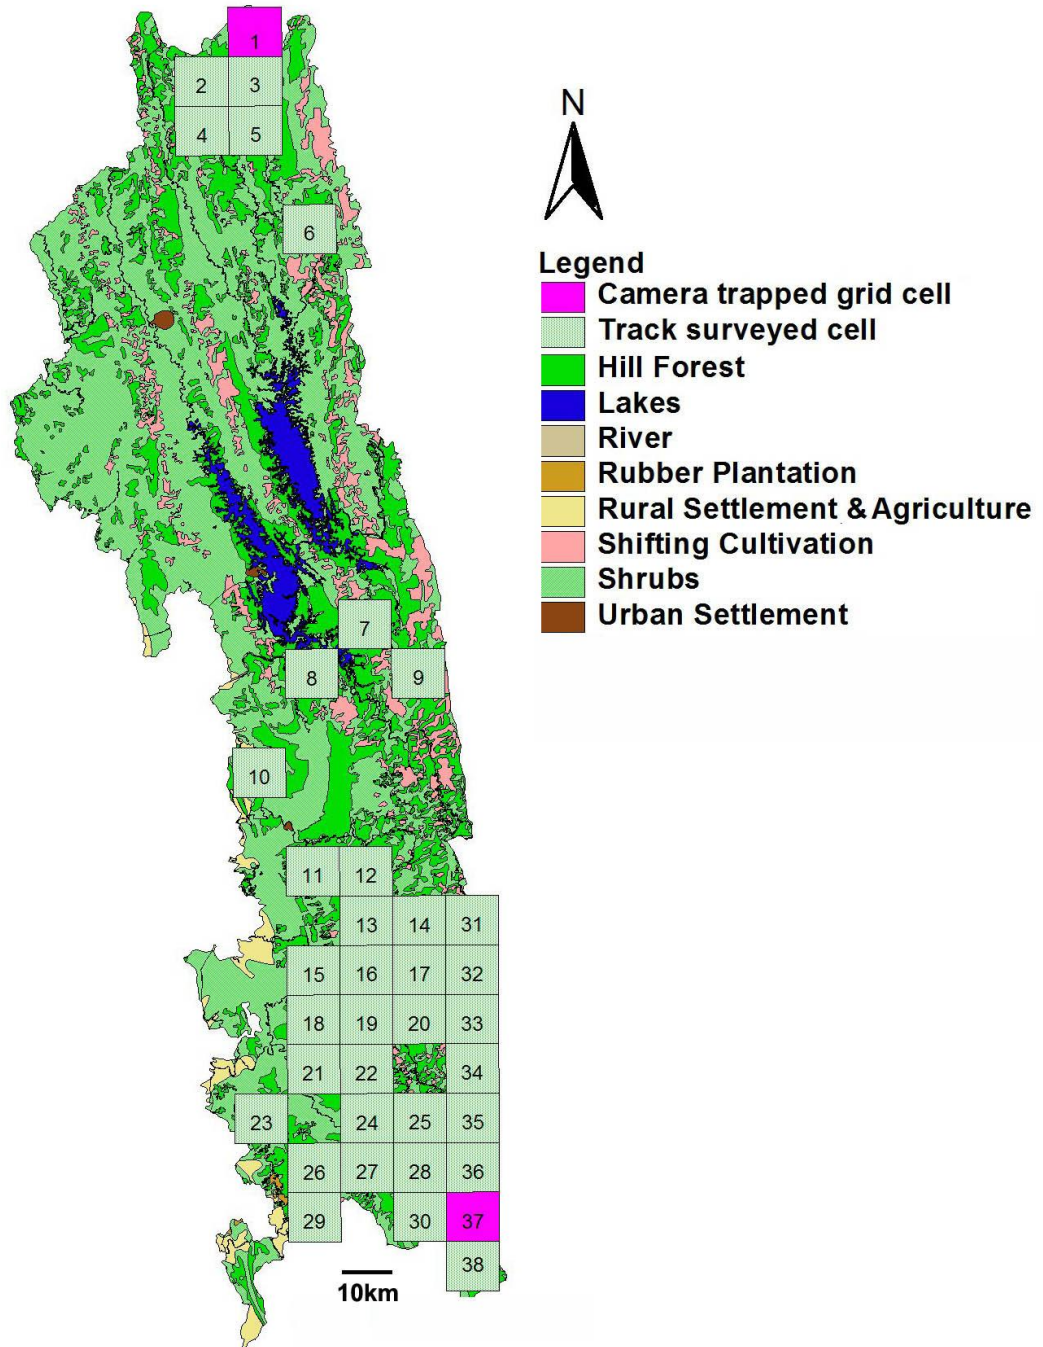 1
2 3
4 5
6
N
Legend
Camera trapped grid cell
Track surveyed cell
Hill Forest
Lakes
River
Rubber Plantation
Rural Settlement & Agriculture
Shifting Cultivation
Shrubs
Urban Settlement
7
8 9
10
11 12
13 14 31
15 16 17 32
18 19 20 33
21 22 34
23 24 25 35
26 27 28 36
29 30 37
38
10km